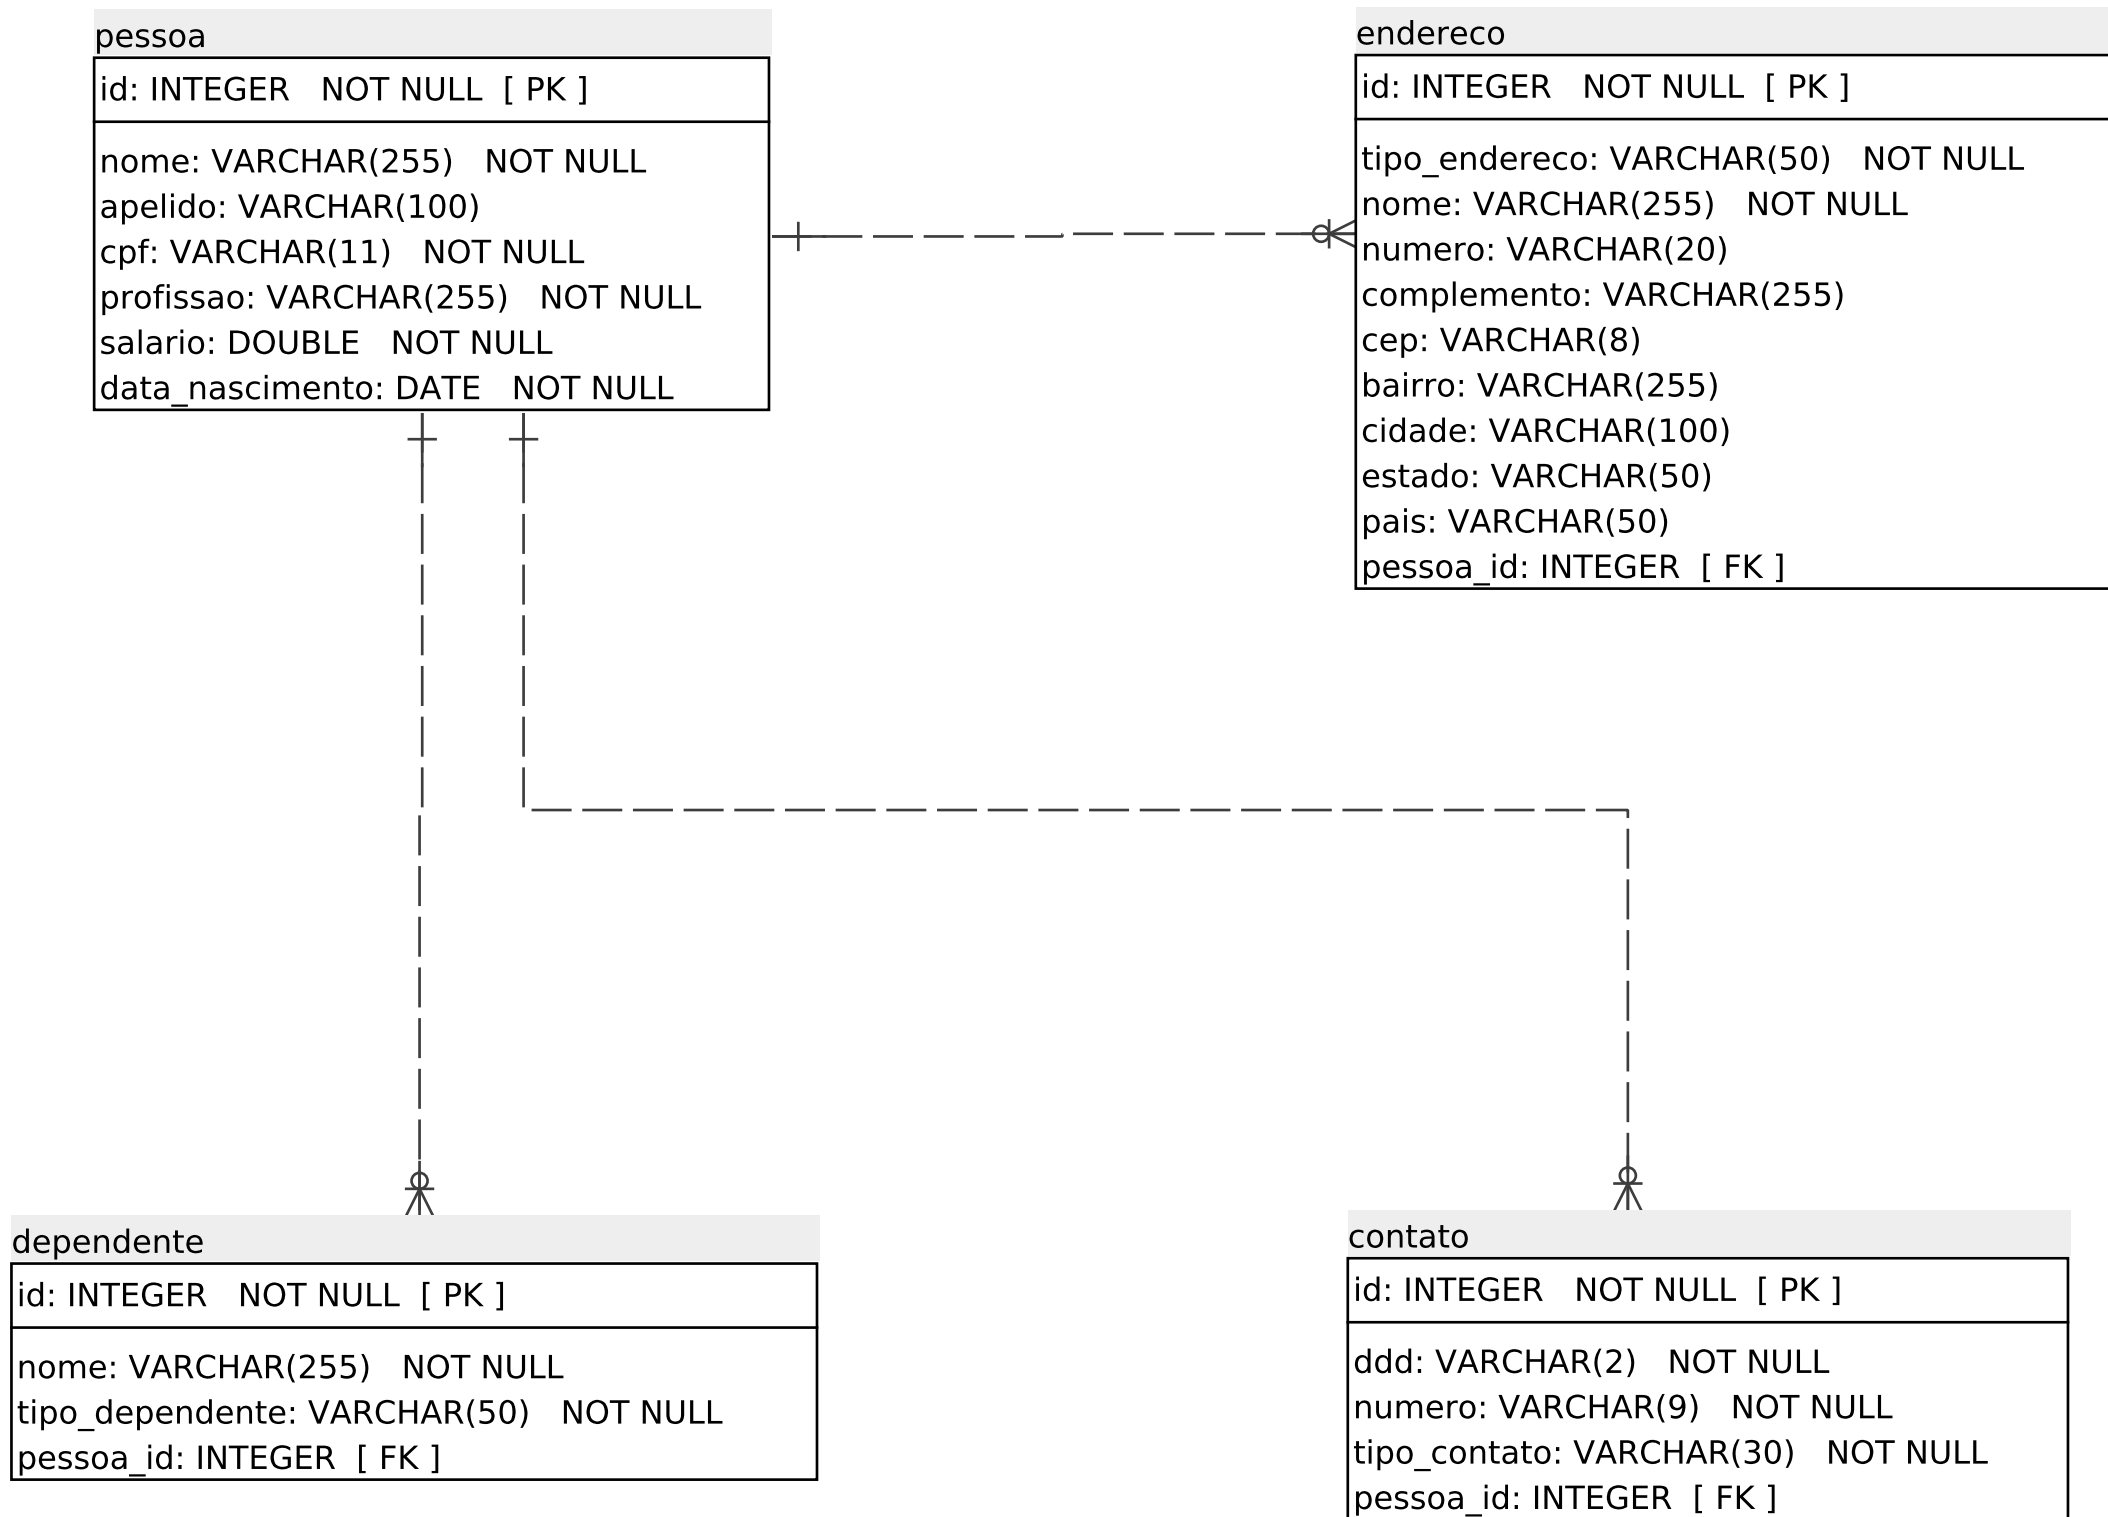 pessoa
id: INTEGER NOT NULL [ PK ]
nome: VARCHAR(255) NOT NULL
apelido: VARCHAR(100)
cpf: VARCHAR(11) NOT NULL
profissao: VARCHAR(255) NOT NULL
salario: DOUBLE NOT NULL
data_nascimento: DATE NOT NULL
endereco
id: INTEGER NOT NULL [ PK ]
tipo_endereco: VARCHAR(50) NOT NULL
nome: VARCHAR(255) NOT NULL
numero: VARCHAR(20)
complemento: VARCHAR(255)
cep: VARCHAR(8)
bairro: VARCHAR(255)
cidade: VARCHAR(100)
estado: VARCHAR(50)
pais: VARCHAR(50)
pessoa_id: INTEGER [ FK ]
dependente
id: INTEGER NOT NULL [ PK ]
nome: VARCHAR(255) NOT NULL
tipo_dependente: VARCHAR(50) NOT NULL
pessoa_id: INTEGER [ FK ]
contato
id: INTEGER NOT NULL [ PK ]
ddd: VARCHAR(2) NOT NULL
numero: VARCHAR(9) NOT NULL
tipo_contato: VARCHAR(30) NOT NULL
pessoa_id: INTEGER [ FK ]